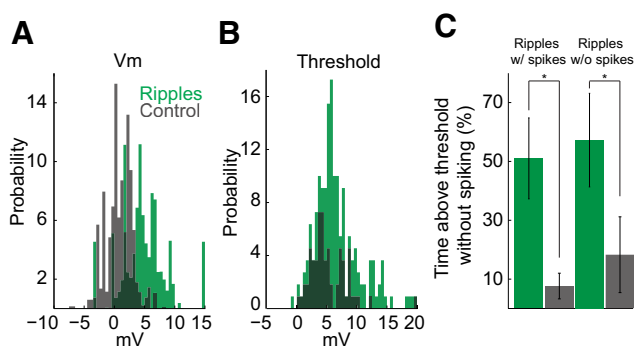 A
Vm
Probability
14
10
6
2
Ripples
Control
−10 −5 0 5 10 15
mV
B
Threshold
Probability
16
12
8
4
0
−5 0 5 10 15 20
mV
C
Ripples
w/ spikes
Ripples
w/o spikes
* *
Time above threshold
without spiking (%)
70
50
30
10